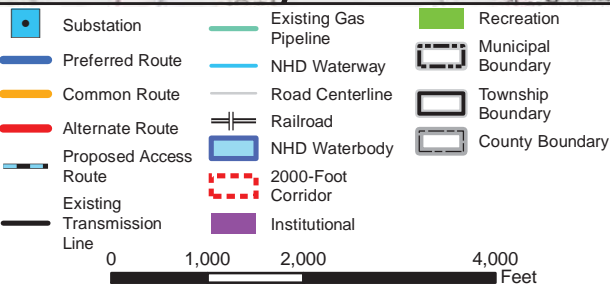 Substation
Preferred Route
Common Route
Alternate Route
Proposed Access
Route
Existing
Transmission
Line
Existing Gas
Pipeline
NHD Waterway
Road Centerline
Railroad
NHD Waterbody
2000-Foot
Corridor
Institutional
Recreation
Municipal
Boundary
Township
Boundary
County Boundary
0 1,000 2,000 4,000
Feet